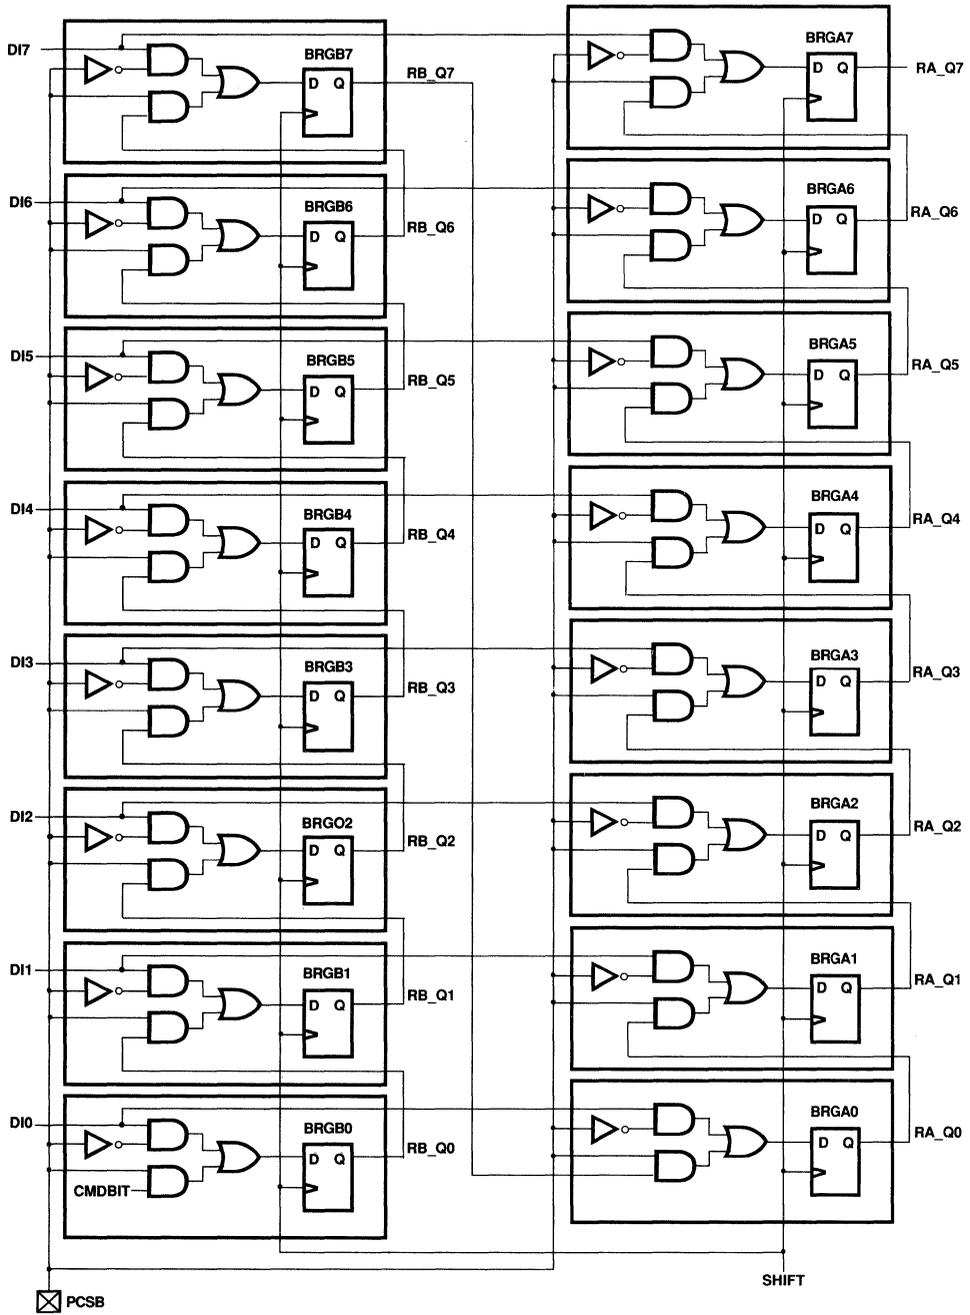 DI7
BRGB7
D Q
RB_Q7
BRGA7
D Q
RA_Q7
DI6
BRGB6
D Q
RB_Q6
BRGA6
D Q
RA_Q6
DI5
BRGB5
D Q
RB_Q5
BRGA5
D Q
RA_Q5
DI4
BRGB4
D Q
RB_Q4
BRGA4
D Q
RA_Q4
DI3
BRGB3
D Q
RB_Q3
BRGA3
D Q
RA_Q3
DI2
BRGO2
D Q
RB_Q2
BRGA2
D Q
RA_Q2
DI1
BRGB1
D Q
RB_Q1
BRGA1
D Q
RA_Q1
DI0
BRGB0
D Q
RB_Q0
CMDBIT
BRGA0
D Q
RA_Q0
SHIFT
PCSB